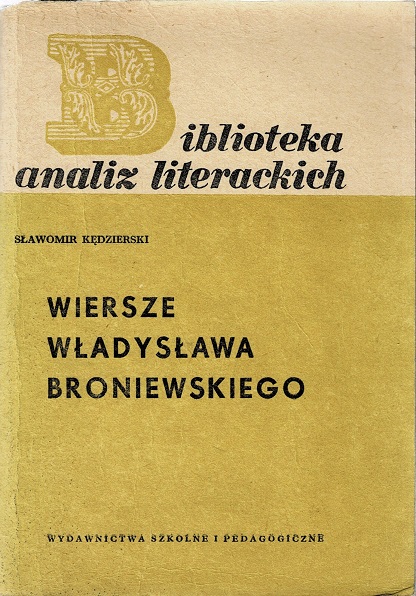 Biblioteka
analiz literackich
SŁAWOMIR KĘDZIERSKI
WIERSZE
WŁADYSŁAWA
BRONIEWSKIEGO
WYDAWNICTWA SZKOLNE I PEDAGOGICZNE